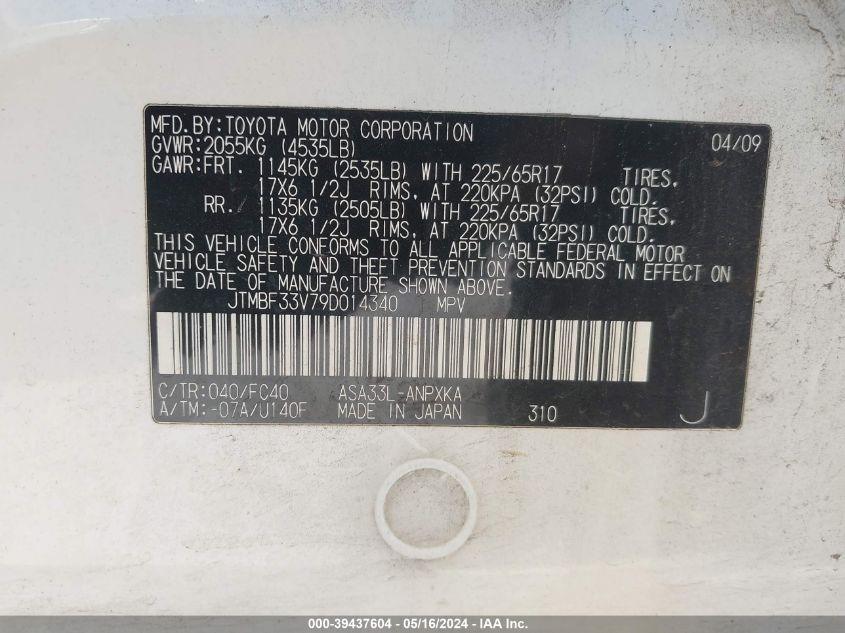 MFD.BY:TOYOTA MOTOR CORPORATION 04/09
GVWR:2055KG (4535LB)
GAWR:FRT. 1145KG (2535LB) WITH 225/65R17 TIRES,
17X6 1/2J RIMS, AT 220KPA (32PSI) COLD.
RR. 1135KG (2505LB) WITH 225/65R17 TIRES,
17X6 1/2J RIMS, AT 220KPA (32PSI) COLD.
THIS VEHICLE CONFORMS TO ALL APPLICABLE FEDERAL MOTOR
VEHICLE SAFETY AND THEFT PREVENTION STANDARDS IN EFFECT ON
THE DATE OF MANUFACTURE SHOWN ABOVE.
JTMBF33V79D014340 MPV
C/TR:040/FC40 ASA33L-ANPXKA
A/TM:-07A/U140F MADE IN JAPAN 310 J
000-39437604 - 05/16/2024 - IAA Inc.